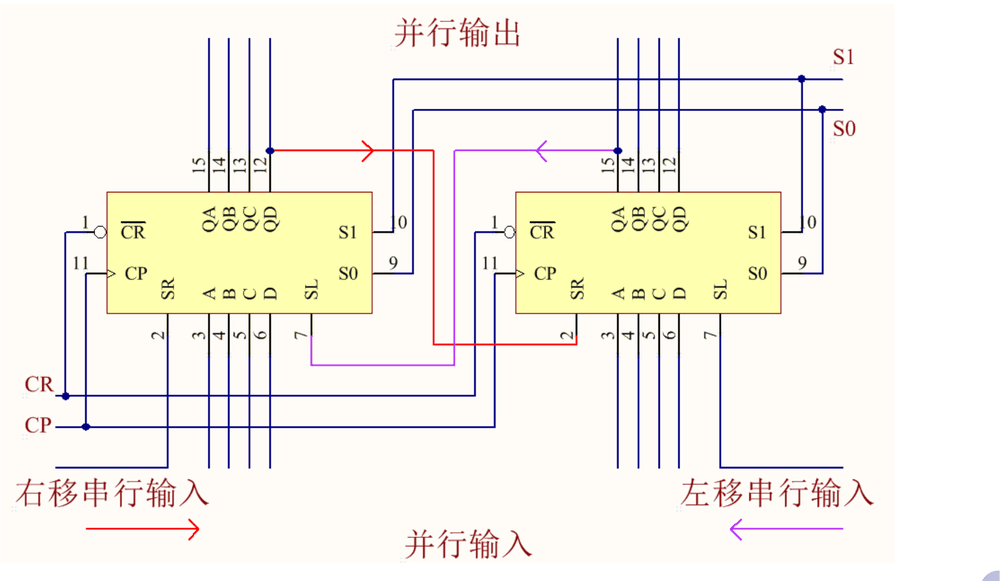 并行输出
S1
S0
15 14 13 12
15 14 13 12
QA QB QC QD
QA QB QC QD
1 CR S1 10
1 CR S1 10
11 CP S0 9
11 CP S0 9
SR A B C D SL
SR A B C D SL
2 3 4 5 6 7
2 3 4 5 6 7
CR
CP
右移串行输入
左移串行输入
并行输入